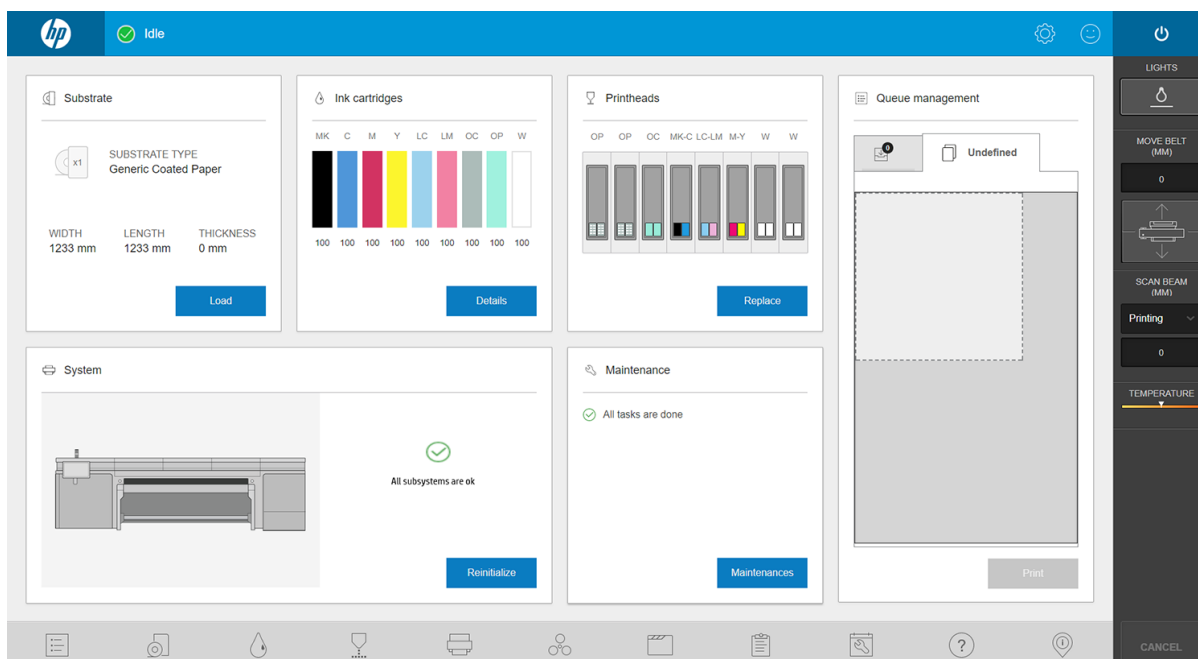 hp
Idle
Substrate
x1
SUBSTRATE TYPE
Generic Coated Paper
WIDTH LENGTH THICKNESS
1233 mm 1233 mm 0 mm
Load
Ink cartridges
MK C M Y LC LM OC OP W
100 100 100 100 100 100 100 100 100
Details
Printheads
OP OP OC MK-C LC-LM M-Y W W
Replace
Queue management
0
Undefined
Print
System
All subsystems are ok
Reinitialize
Maintenance
All tasks are done
Maintenances
LIGHTS
MOVE BELT
(MM)
0
SCAN BEAM
(MM)
Printing
0
TEMPERATURE
CANCEL
?